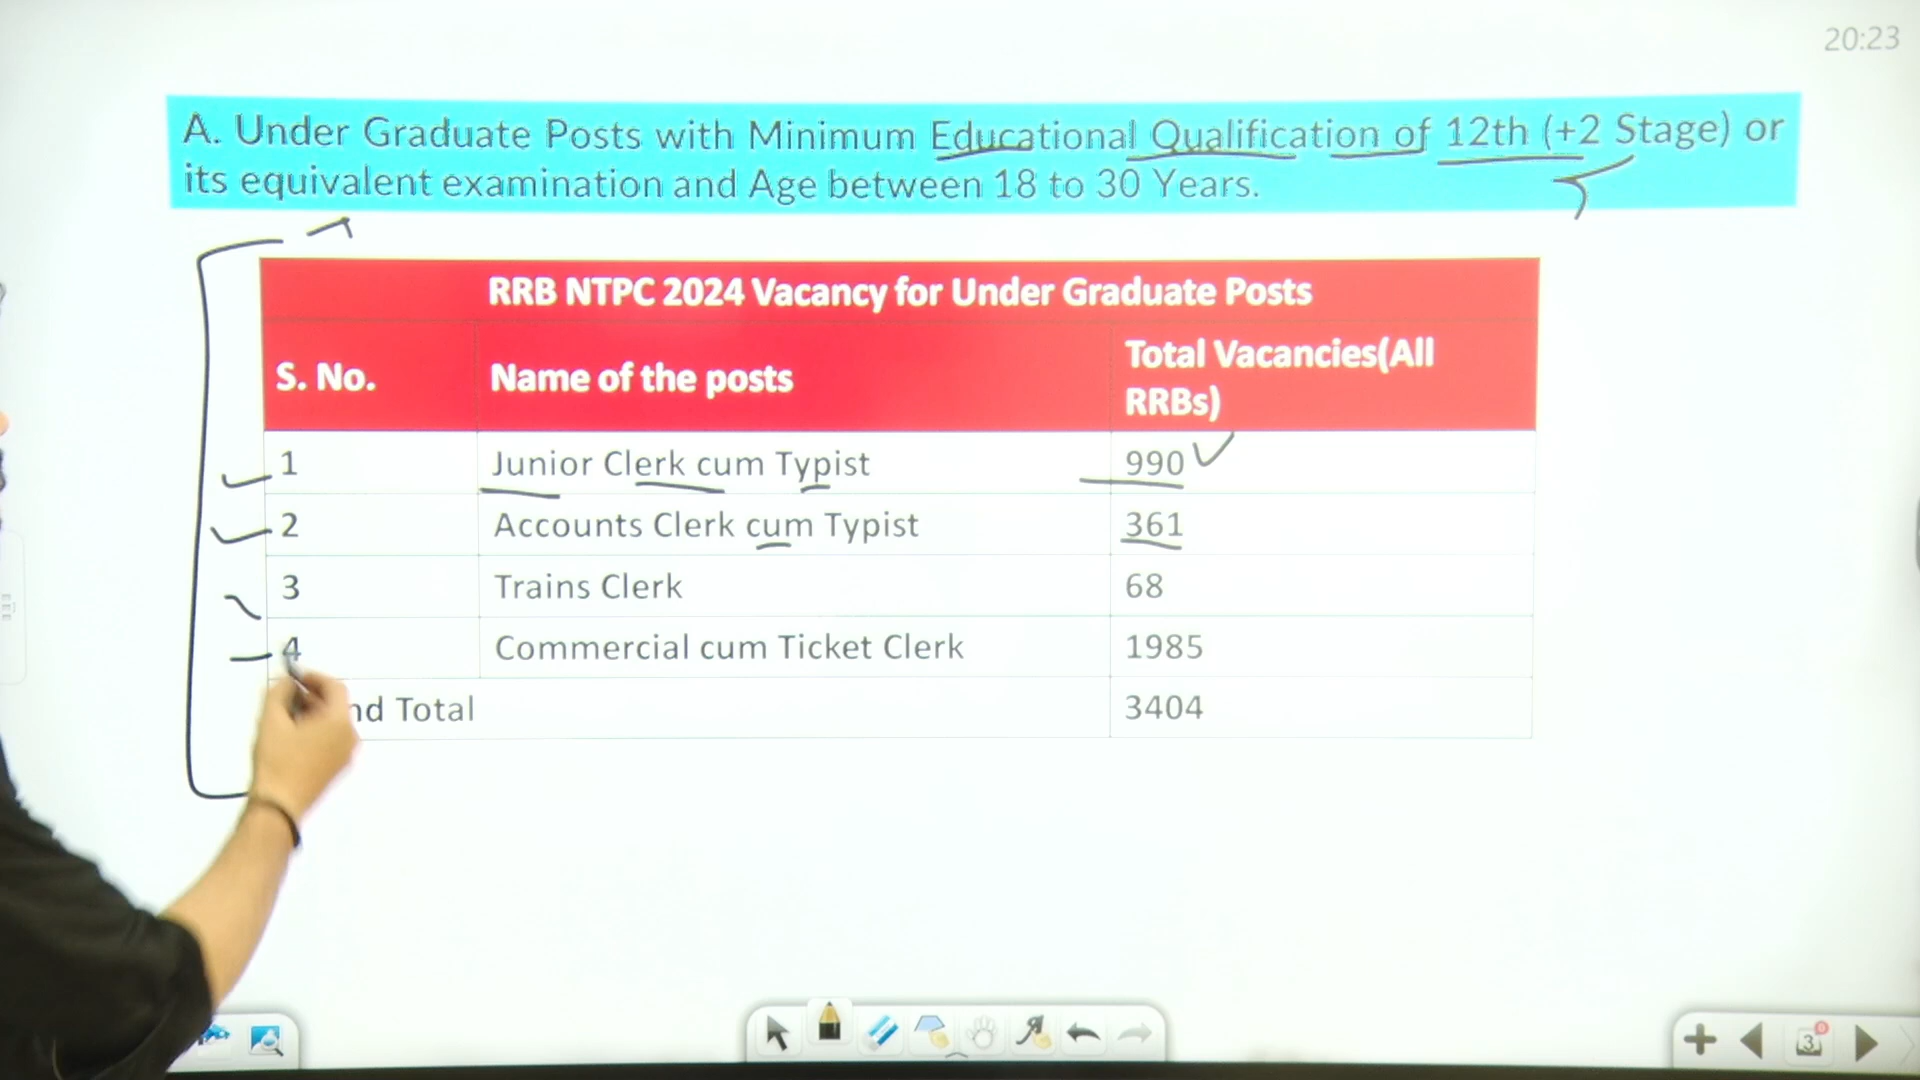 20:23
A. Under Graduate Posts with Minimum Educational Qualification of 12th (+2 Stage) or
its equivalent examination and Age between 18 to 30 Years.
RRB NTPC 2024 Vacancy for Under Graduate Posts
S. No. Name of the posts Total Vacancies(All
RRBs)
1 Junior Clerk cum Typist 990
2 Accounts Clerk cum Typist 361
3 Trains Clerk 68
4 Commercial cum Ticket Clerk 1985
nd Total 3404
3